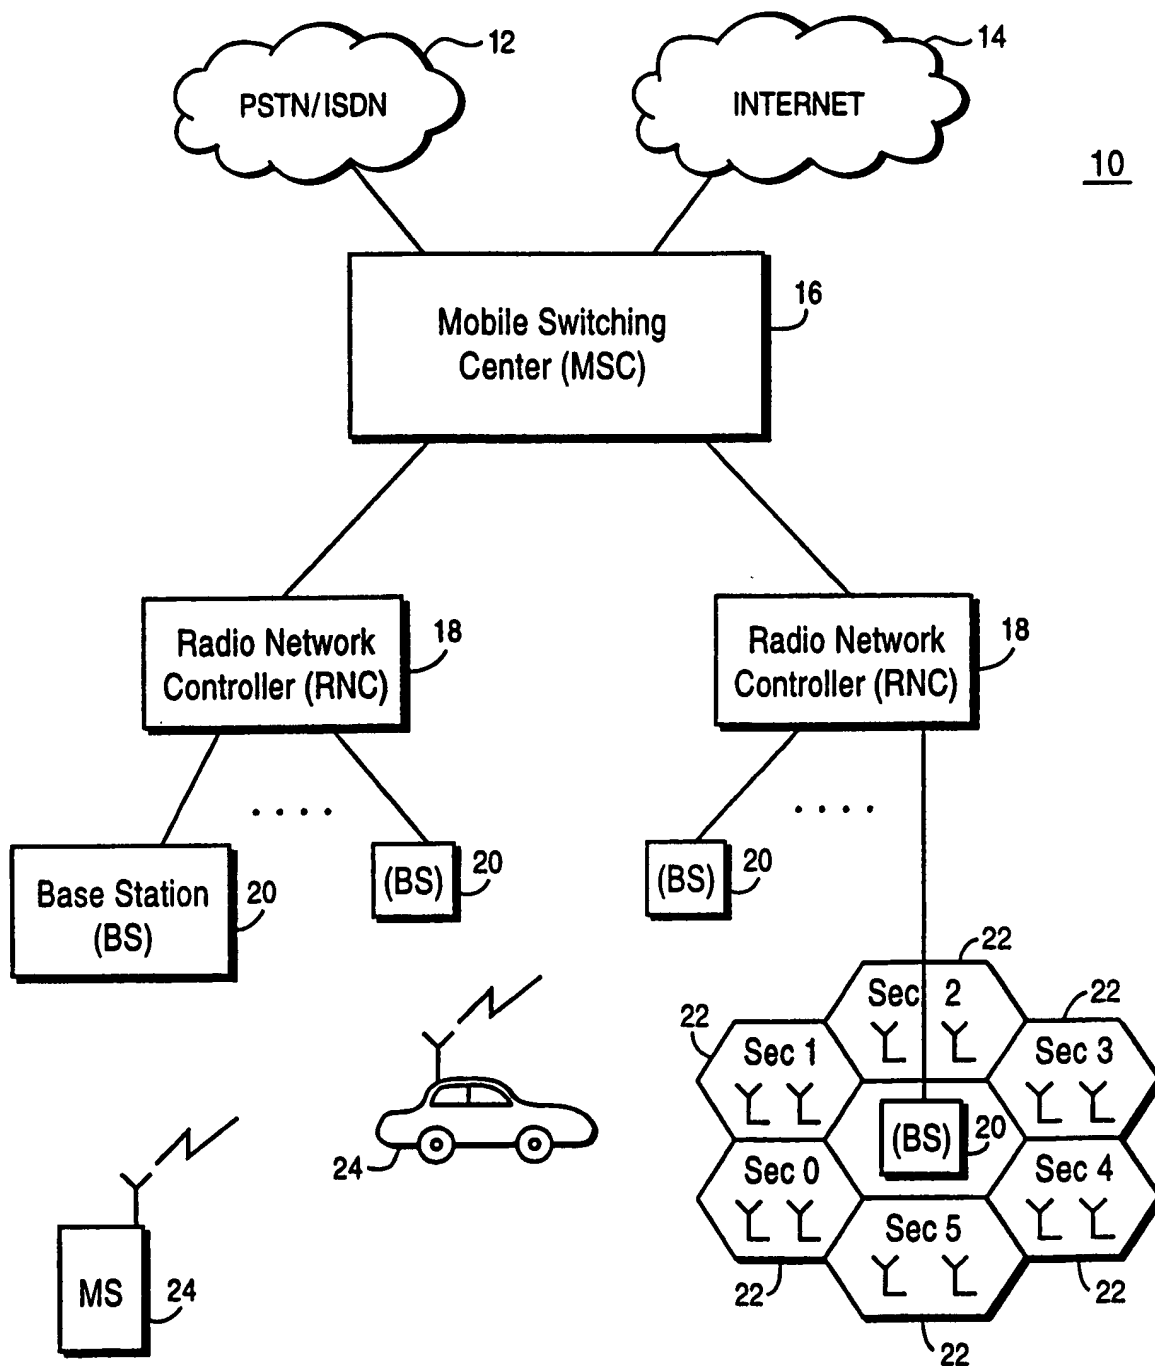 12
14
PSTN/ISDN
INTERNET
10
16
Mobile Switching
Center (MSC)
18
Radio Network
Controller (RNC)
18
Radio Network
Controller (RNC)
Base Station
(BS)
20
(BS)
20
(BS)
20
22
Sec 2
22
22
Sec 1
Sec 3
(BS)
20
Sec 0
Sec 4
Sec 5
22
22
22
24
MS
24